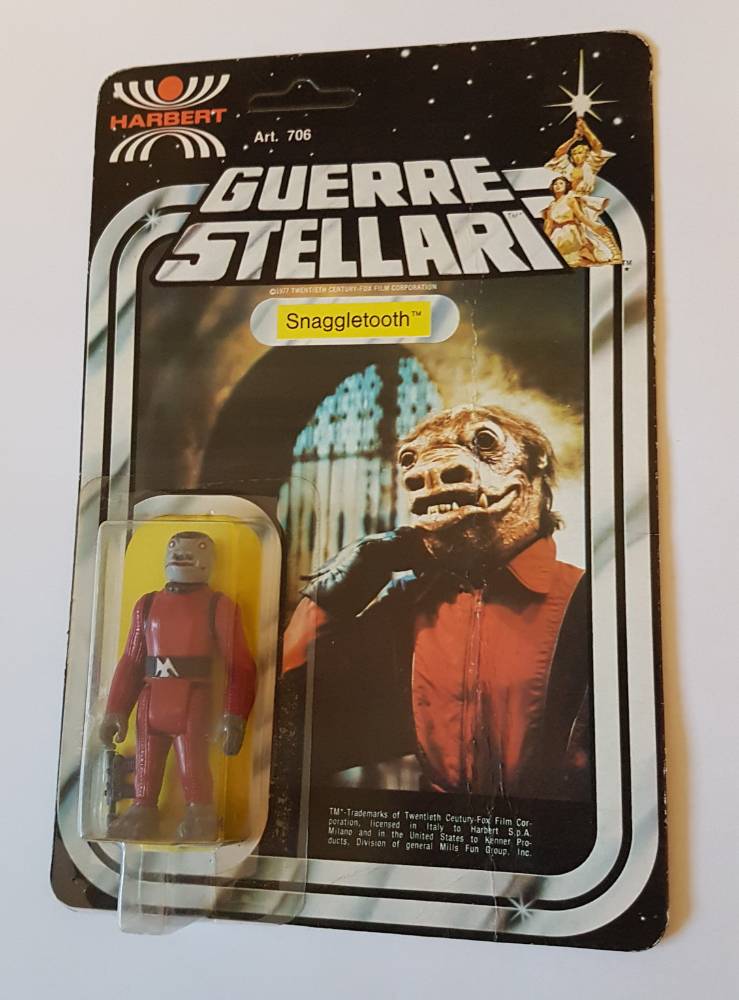 HARBERT
Art. 706
GUERRE
STELLARI
TM
TM
©1977 TWENTIETH CENTURY-FOX FILM CORPORATION
Snaggletooth™
TM*-Trademarks of Twentieth Ceutury-Fox Film Cor-
poration, licensed in Italy to Harbert S.p.A.
Milano and in the United States to Kenner Pro-
ducts, Division of general Mills Fun Group, Inc.